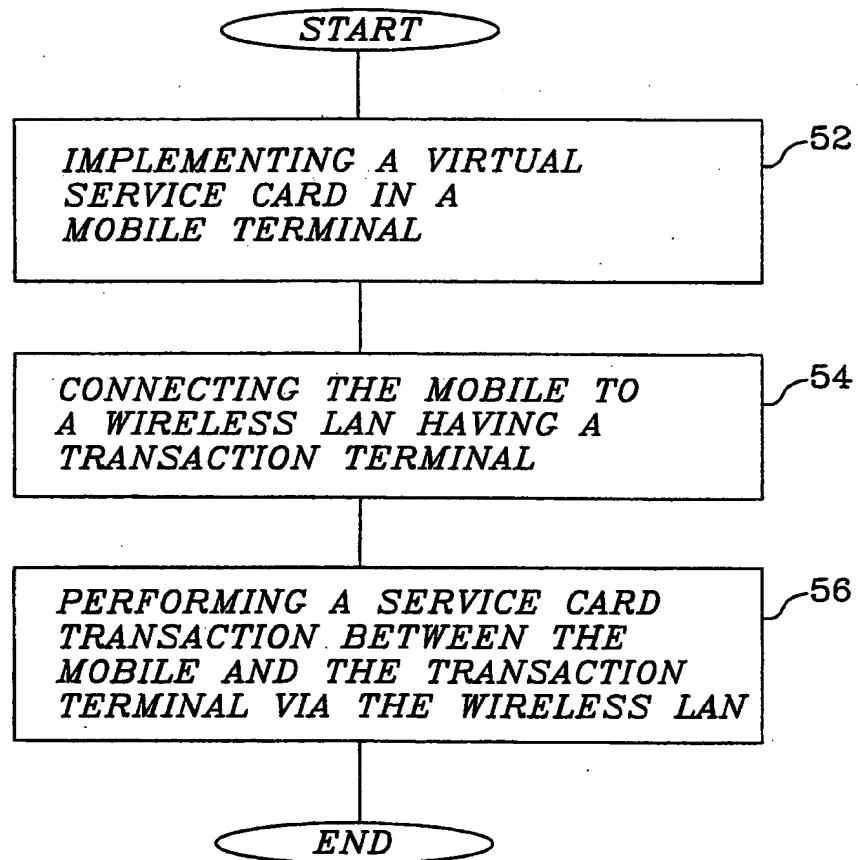 START
52
IMPLEMENTING A VIRTUAL
SERVICE CARD IN A
MOBILE TERMINAL
54
CONNECTING THE MOBILE TO
A WIRELESS LAN HAVING A
TRANSACTION TERMINAL
56
PERFORMING A SERVICE CARD
TRANSACTION BETWEEN THE
MOBILE AND THE TRANSACTION
TERMINAL VIA THE WIRELESS LAN
END